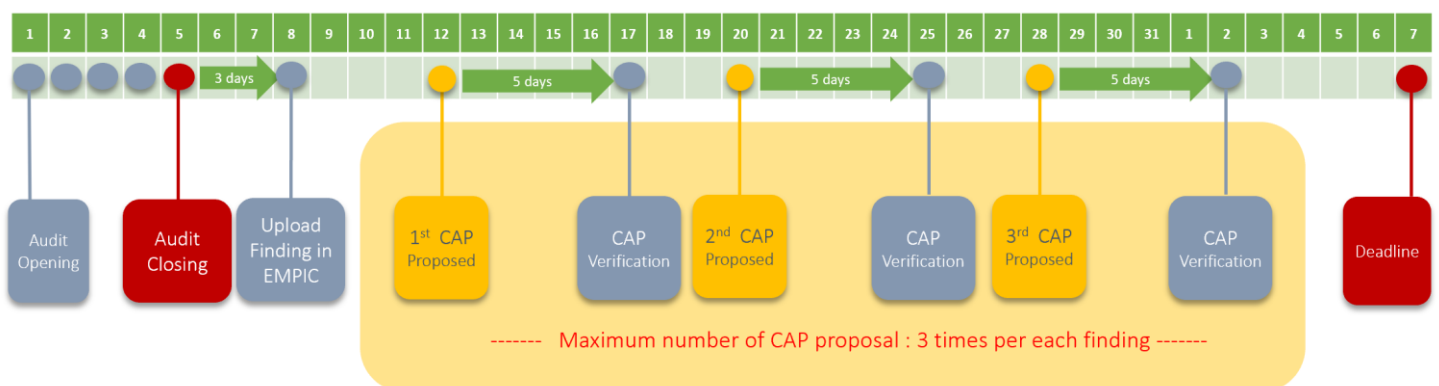 1 2 3 4 5 6 7 8 9 10 11 12 13 14 15 16 17 18 19 20 21 22 23 24 25 26 27 28 29 30 31 1 2 3 4 5 6 7
3 days 5 days 5 days 5 days
Audit
Opening
Audit
Closing
Upload
Finding in
EMPIC
1st CAP
Proposed
CAP
Verification
2nd CAP
Proposed
CAP
Verification
3rd CAP
Proposed
CAP
Verification
Deadline
------- Maximum number of CAP proposal : 3 times per each finding -------